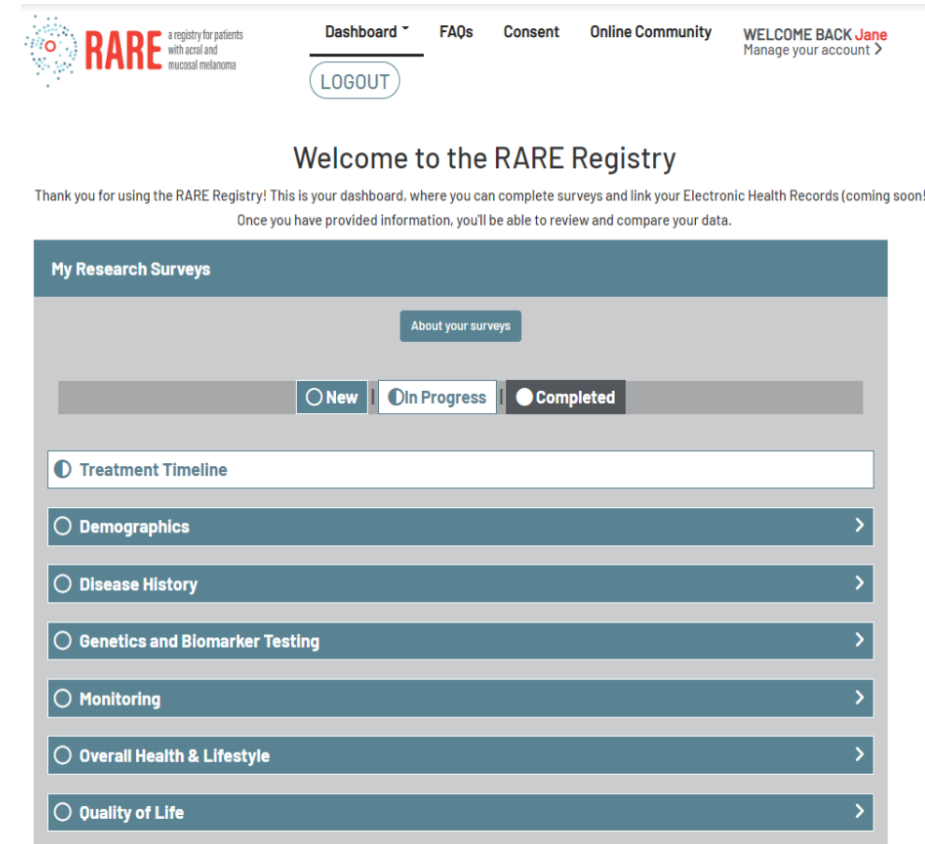 RARE
a registry for patients
with acral and
mucosal melanoma
Dashboard
FAQs
Consent
Online Community
WELCOME BACK Jane
Manage your account >
LOGOUT
Welcome to the RARE Registry
Thank you for using the RARE Registry! This is your dashboard, where you can complete surveys and link your Electronic Health Records (coming soon!
Once you have provided information, you'll be able to review and compare your data.
My Research Surveys
About your surveys
New | In Progress | Completed
Treatment Timeline
Demographics
Disease History
Genetics and Biomarker Testing
Monitoring
Overall Health & Lifestyle
Quality of Life